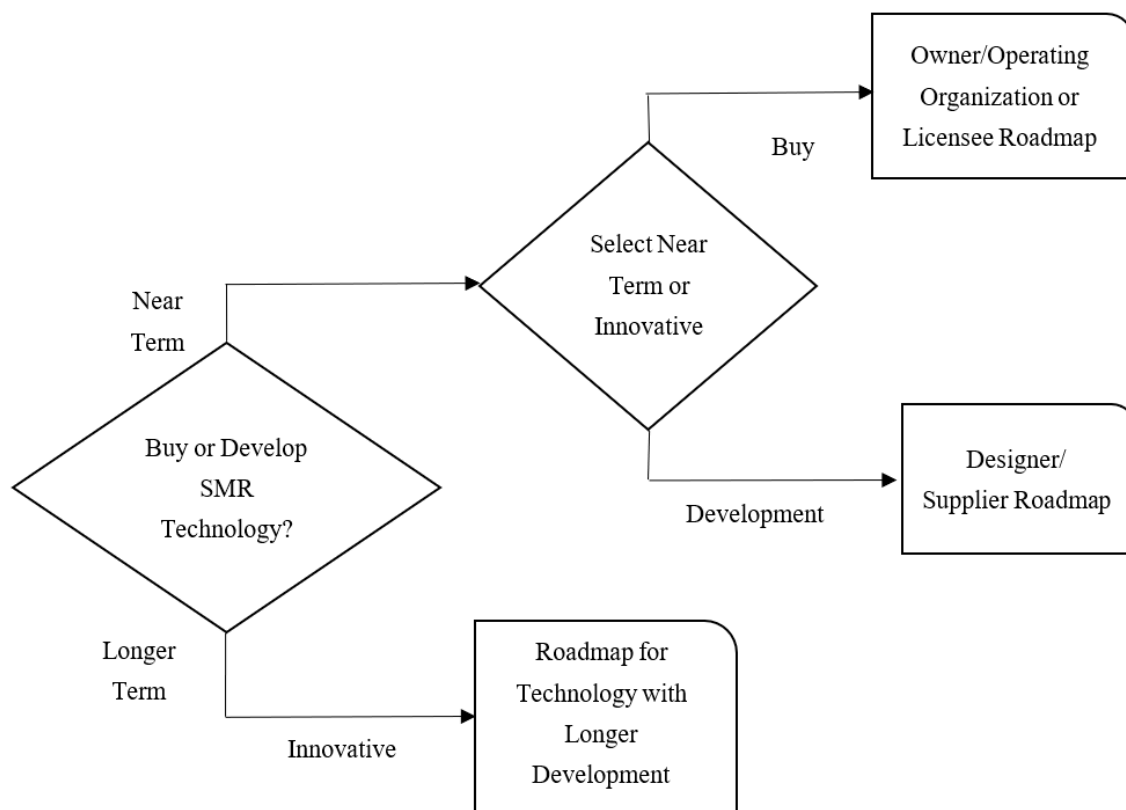 Owner/Operating
Organization or
Licensee Roadmap
Buy
Select Near
Term or
Innovative
Near
Term
Buy or Develop
SMR
Technology?
Designer/
Supplier Roadmap
Development
Longer
Term
Roadmap for
Technology with
Longer
Development
Innovative